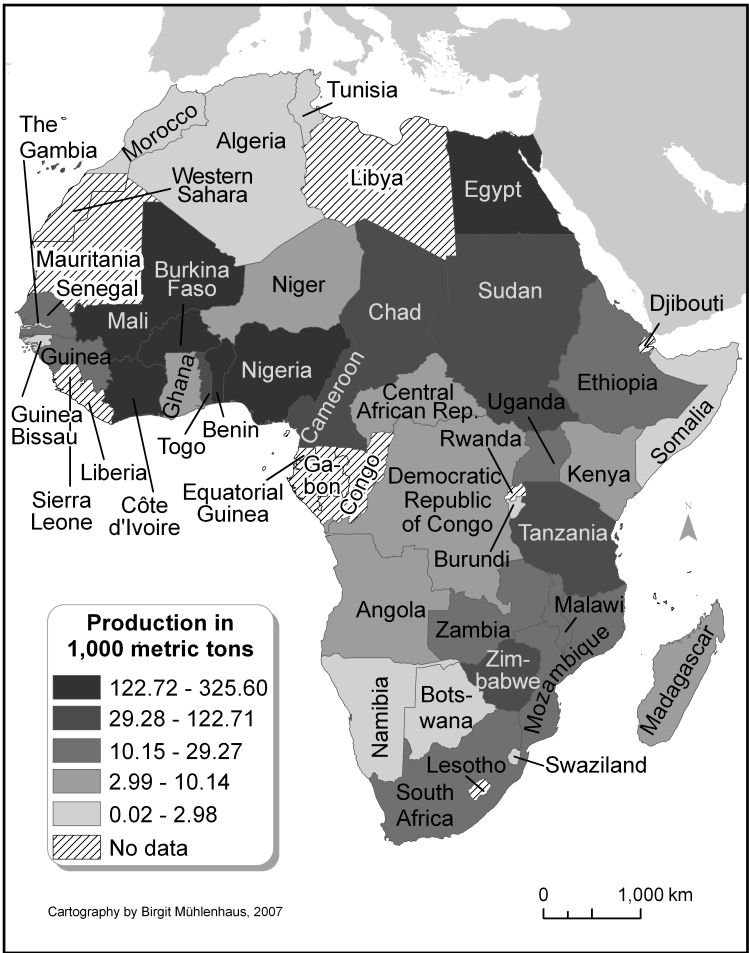 Tunisia
The
Gambia
Morocco
Algeria
Western
Sahara
Libya
Egypt
Mauritania
Senegal
Burkina
Faso
Niger
Mali
Chad
Sudan
Djibouti
Guinea
Ghana
Nigeria
Cameroon
Central
African Rep.
Uganda
Ethiopia
Somalia
Guinea
Bissau
Togo
Benin
Rwanda
Kenya
Liberia
Sierra
Leone
Côte
d'Ivoire
Equatorial
Guinea
Ga-
bon
Congo
Democratic
Republic
of Congo
Tanzania
Burundi
N
Angola
Malawi
Zambia
Zim-
babwe
Mozambique
Madagascar
Namibia
Bots-
wana
Lesotho
Swaziland
South
Africa
Production in
1,000 metric tons
122.72 - 325.60
29.28 - 122.71
10.15 - 29.27
2.99 - 10.14
0.02 - 2.98
No data
0 1,000 km
Cartography by Birgit Mühlenhaus, 2007